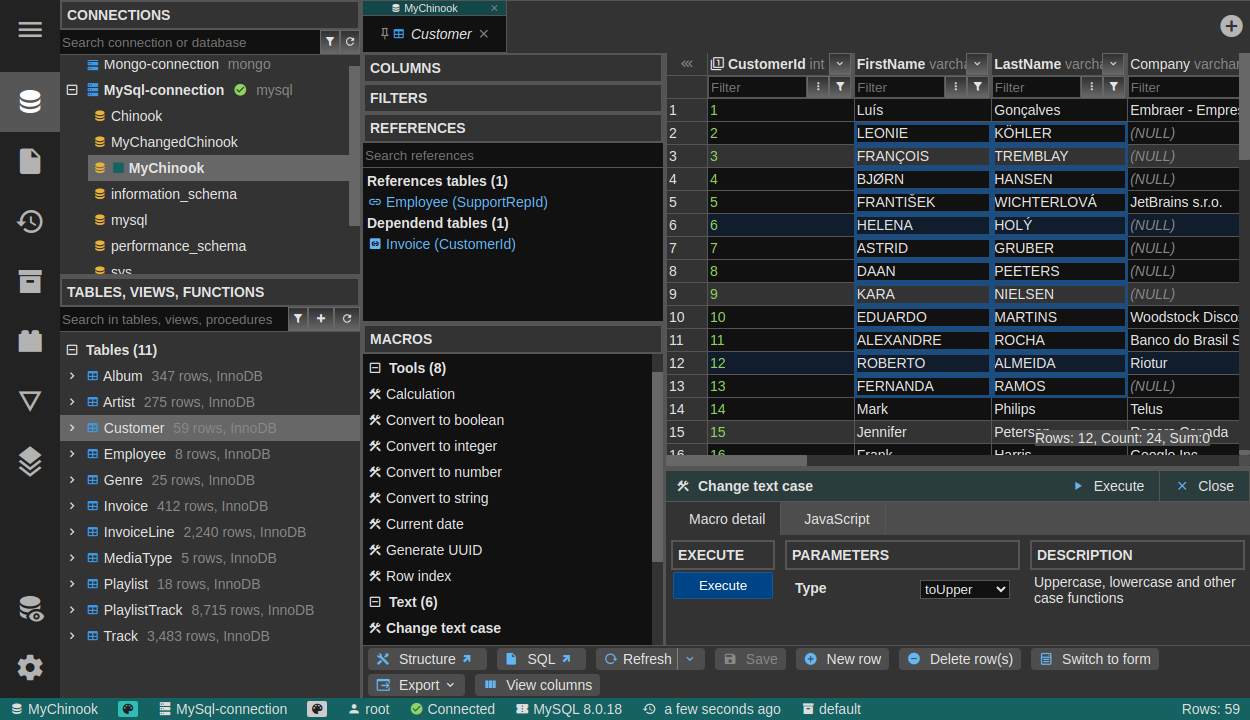 CONNECTIONS
Search connection or database
Mongo-connection mongo
MySql-connection mysql
Chinook
MyChangedChinook
MyChinook
information_schema
mysql
performance_schema
sys
TABLES, VIEWS, FUNCTIONS
Search in tables, views, procedures
Tables (11)
Album 347 rows, InnoDB
Artist 275 rows, InnoDB
Customer 59 rows, InnoDB
Employee 8 rows, InnoDB
Genre 25 rows, InnoDB
Invoice 412 rows, InnoDB
InvoiceLine 2,240 rows, InnoDB
MediaType 5 rows, InnoDB
Playlist 18 rows, InnoDB
PlaylistTrack 8,715 rows, InnoDB
Track 3,483 rows, InnoDB
MyChinook
Customer
COLUMNS
FILTERS
REFERENCES
Search references
References tables (1)
Employee (SupportRepId)
Dependend tables (1)
Invoice (CustomerId)
MACROS
Tools (8)
Calculation
Convert to boolean
Convert to integer
Convert to number
Convert to string
Current date
Generate UUID
Row index
Text (6)
Change text case
CustomerId int FirstName varcha LastName varcha Company varchar
Filter Filter Filter Filter
1 1 Luís Gonçalves Embraer - Empres
2 2 LEONIE KÖHLER (NULL)
3 3 FRANÇOIS TREMBLAY (NULL)
4 4 BJØRN HANSEN (NULL)
5 5 FRANTIŠEK WICHTERLOVÁ JetBrains s.r.o.
6 6 HELENA HOLÝ (NULL)
7 7 ASTRID GRUBER (NULL)
8 8 DAAN PEETERS (NULL)
9 9 KARA NIELSEN (NULL)
10 10 EDUARDO MARTINS Woodstock Disco
11 11 ALEXANDRE ROCHA Banco do Brasil S
12 12 ROBERTO ALMEIDA Riotur
13 13 FERNANDA RAMOS (NULL)
14 14 Mark Philips Telus
15 15 Jennifer Peterson Rogers Canada
16 16 Frank Harris Google Inc
Rows: 12, Count: 24, Sum:0
Change text case Execute Close
Macro detail JavaScript
EXECUTE PARAMETERS DESCRIPTION
Execute Type toUpper Uppercase, lowercase and other
case functions
Structure SQL Refresh Save New row Delete row(s) Switch to form
Export View columns
MyChinook MySql-connection root Connected MySQL 8.0.18 a few seconds ago default Rows: 59